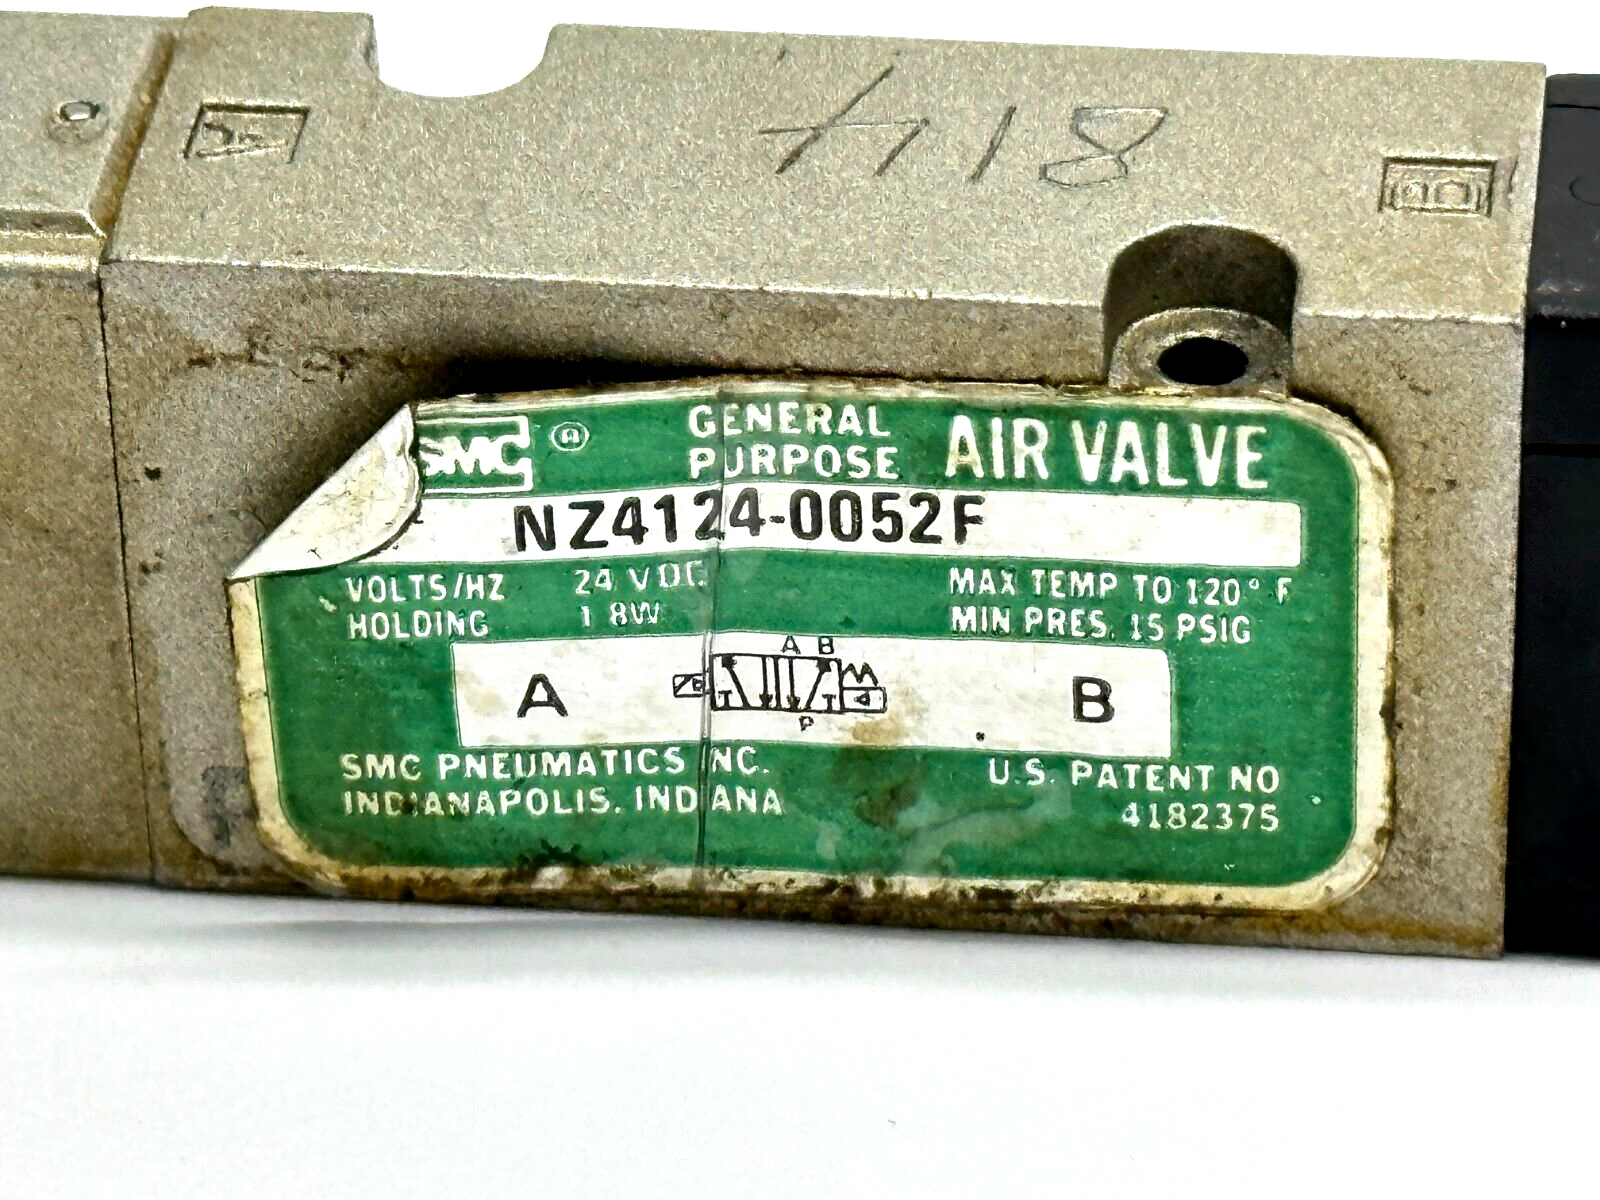 814
A
SMC ® GENERAL PURPOSE AIR VALVE
NZ4124-0052F
VOLTS/HZ 24 VDC MAX TEMP TO 120° F
HOLDING 1 8W MIN PRES. 15 PSIG
A B
A B
P
SMC PNEUMATICS INC. U.S. PATENT NO
INDIANAPOLIS, INDIANA 4182375